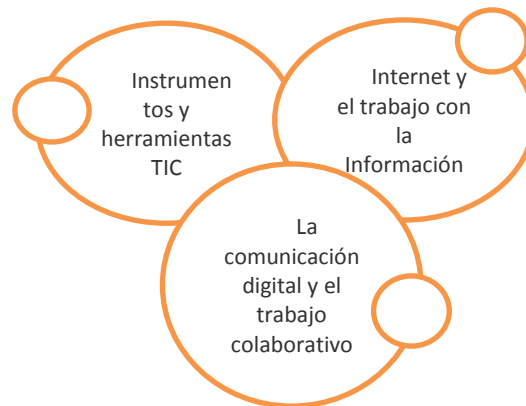 Instrumen
tos y
herramientas
TIC
Internet y
el trabajo con
la
Información
La
comunicación
digital y el
trabajo
colaborativo